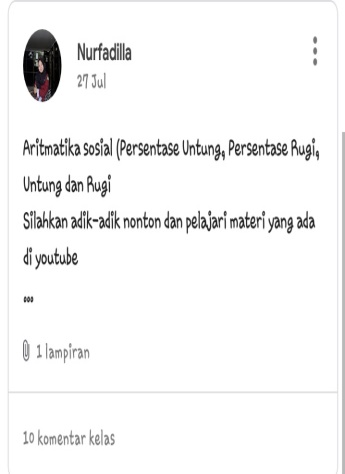 Nurfadilla
27 Jul
Aritmatika sosial (Persentase Untung, Persentase Rugi,
Untung dan Rugi
Silahkan adik-adik nonton dan pelajari materi yang ada
di youtube
...
1 lampiran
10 komentar kelas